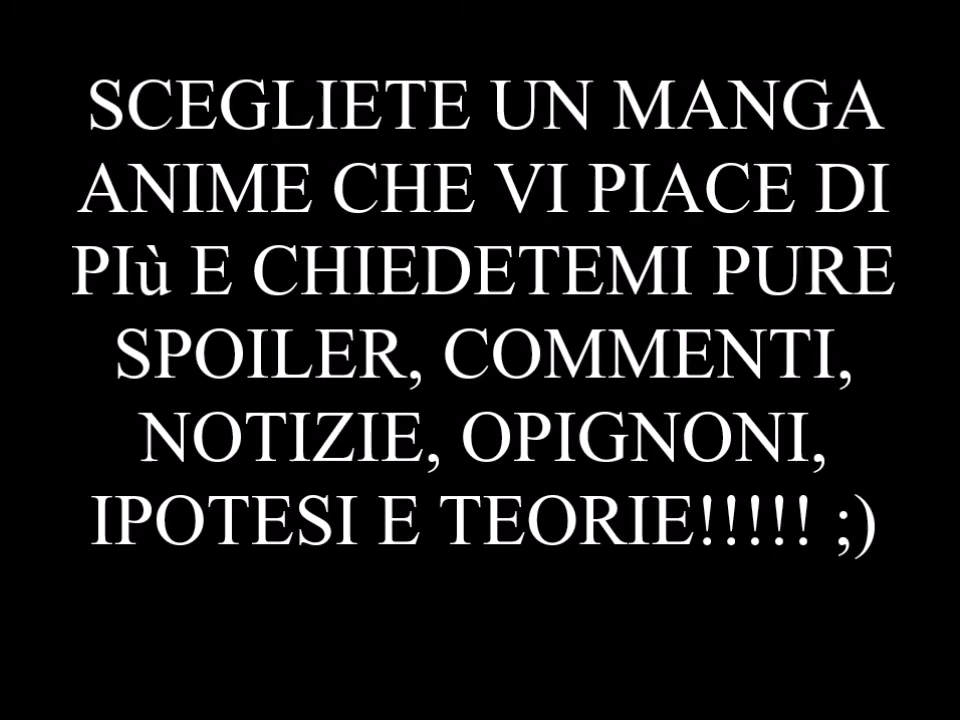 SCEGLIETE UN MANGA
ANIME CHE VI PIACE DI
PIù E CHIEDETEMI PURE
SPOILER, COMMENTI,
NOTIZIE, OPIGNONI,
IPOTESI E TEORIE!!!!! ;)